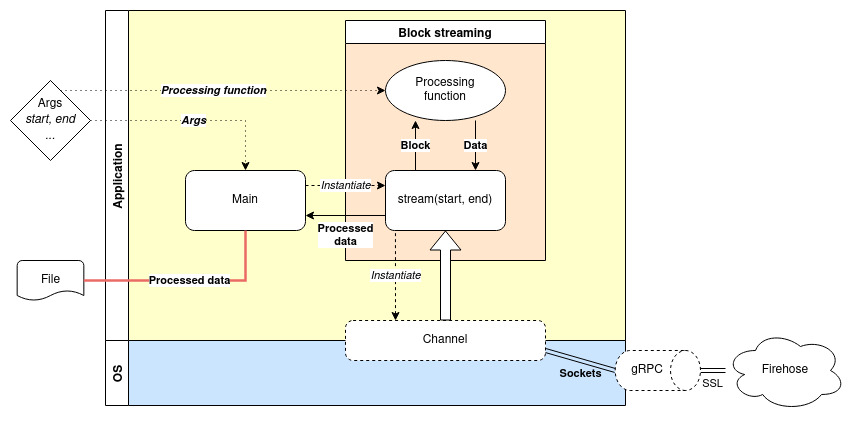 Block streaming
Processing
function
Args
start, end
...
Processing function
Args
Application
Block
Data
Main
Instantiate
stream(start, end)
Processed
data
File
Processed data
Instantiate
Channel
OS
Sockets
gRPC
SSL
Firehose